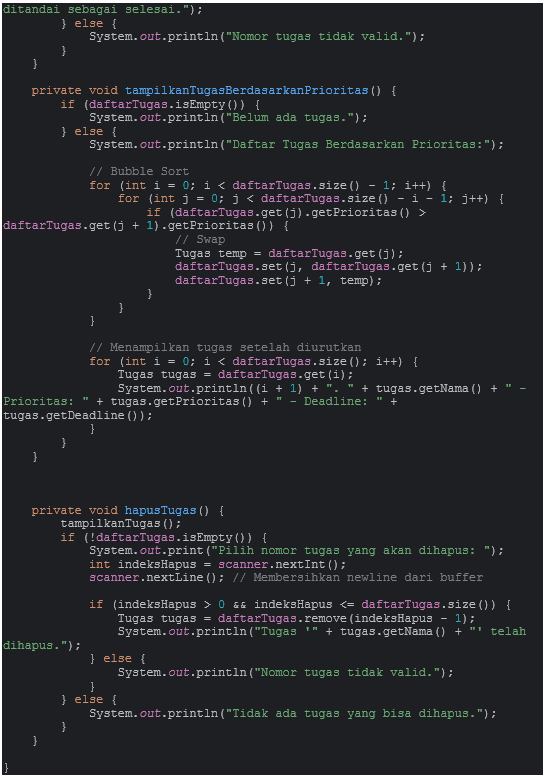 ditandai sebagai selesai.");
        } else {
            System.out.println("Nomor tugas tidak valid.");
        }
    }

    private void tampilkanTugasBerdasarkanPrioritas() {
        if (daftarTugas.isEmpty()) {
            System.out.println("Belum ada tugas.");
        } else {
            System.out.println("Daftar Tugas Berdasarkan Prioritas:");

            // Bubble Sort
            for (int i = 0; i < daftarTugas.size() - 1; i++) {
                for (int j = 0; j < daftarTugas.size() - i - 1; j++) {
                    if (daftarTugas.get(j).getPrioritas() >
daftarTugas.get(j + 1).getPrioritas()) {
                        // Swap
                        Tugas temp = daftarTugas.get(j);
                        daftarTugas.set(j, daftarTugas.get(j + 1));
                        daftarTugas.set(j + 1, temp);
                    }
                }
            }

            // Menampilkan tugas setelah diurutkan
            for (int i = 0; i < daftarTugas.size(); i++) {
                Tugas tugas = daftarTugas.get(i);
                System.out.println((i + 1) + ". " + tugas.getNama() + " -
Prioritas: " + tugas.getPrioritas() + " - Deadline: " +
tugas.getDeadline());
            }
        }
    }

    private void hapusTugas() {
        tampilkanTugas();
        if (!daftarTugas.isEmpty()) {
            System.out.print("Pilih nomor tugas yang akan dihapus: ");
            int indeksHapus = scanner.nextInt();
            scanner.nextLine(); // Membersihkan newline dari buffer

            if (indeksHapus > 0 && indeksHapus <= daftarTugas.size()) {
                Tugas tugas = daftarTugas.remove(indeksHapus - 1);
                System.out.println("Tugas '" + tugas.getNama() + "' telah
dihapus.");
            } else {
                System.out.println("Nomor tugas tidak valid.");
            }
        } else {
            System.out.println("Tidak ada tugas yang bisa dihapus.");
        }
    }

}